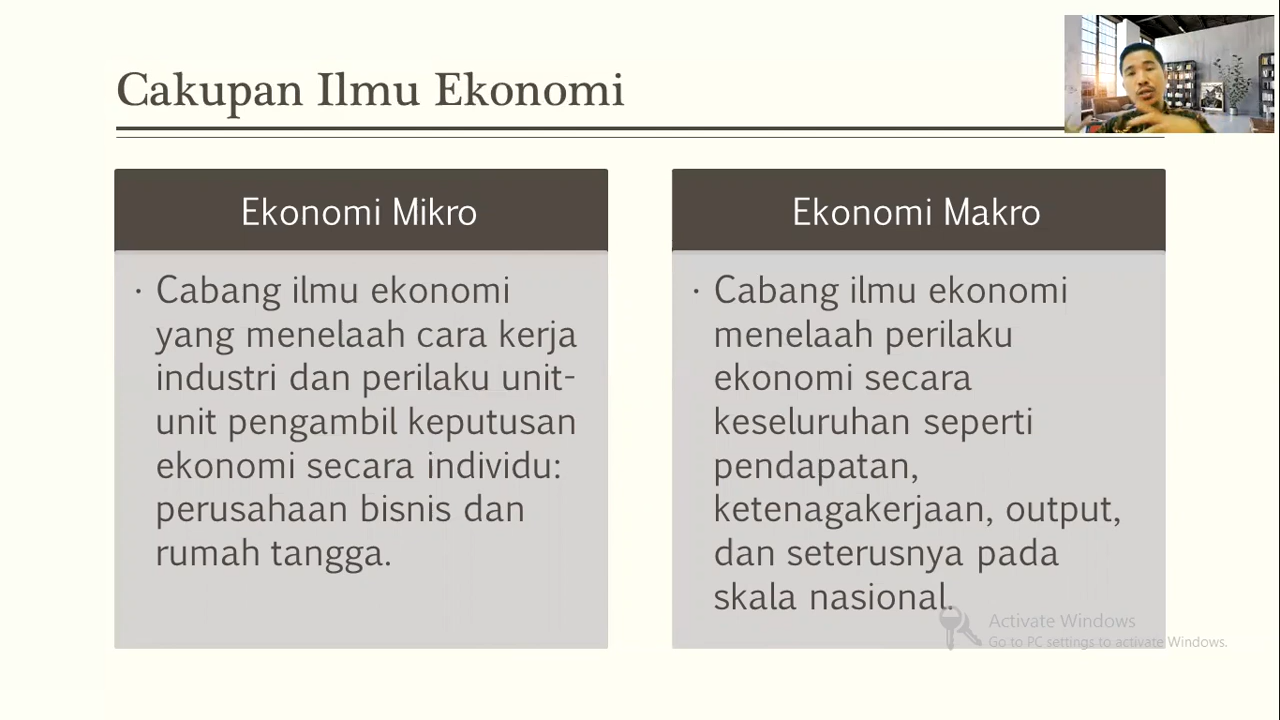 Cakupan Ilmu Ekonomi
Ekonomi Mikro
· Cabang ilmu ekonomi
yang menelaah cara kerja
industri dan perilaku unit-
unit pengambil keputusan
ekonomi secara individu:
perusahaan bisnis dan
rumah tangga.
Ekonomi Makro
· Cabang ilmu ekonomi
menelaah perilaku
ekonomi secara
keseluruhan seperti
pendapatan,
ketenagakerjaan, output,
dan seterusnya pada
skala nasional.
Activate Windows
Go to PC settings to activate Windows.